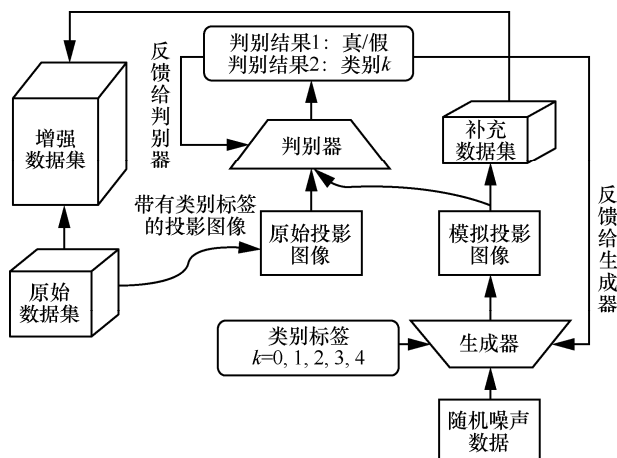 判别结果1：真/假
判别结果2：类别k
反馈给判别器
增强
数据集
判别器
补充
数据集
带有类别标签
的投影图像
原始投影
图像
模拟投影
图像
反馈给生成器
原始
数据集
类别标签
k=0, 1, 2, 3, 4
生成器
随机噪声
数据